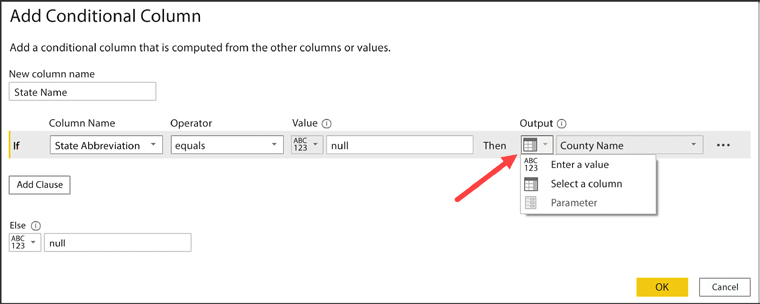 Add Conditional Column
Add a conditional column that is computed from the other columns or values.
New column name
State Name
Column Name Operator Value Output
If State Abbreviation equals ABC 123 null Then County Name ...
ABC 123 Enter a value
Select a column
Parameter
Add Clause
Else
ABC 123 null
OK Cancel